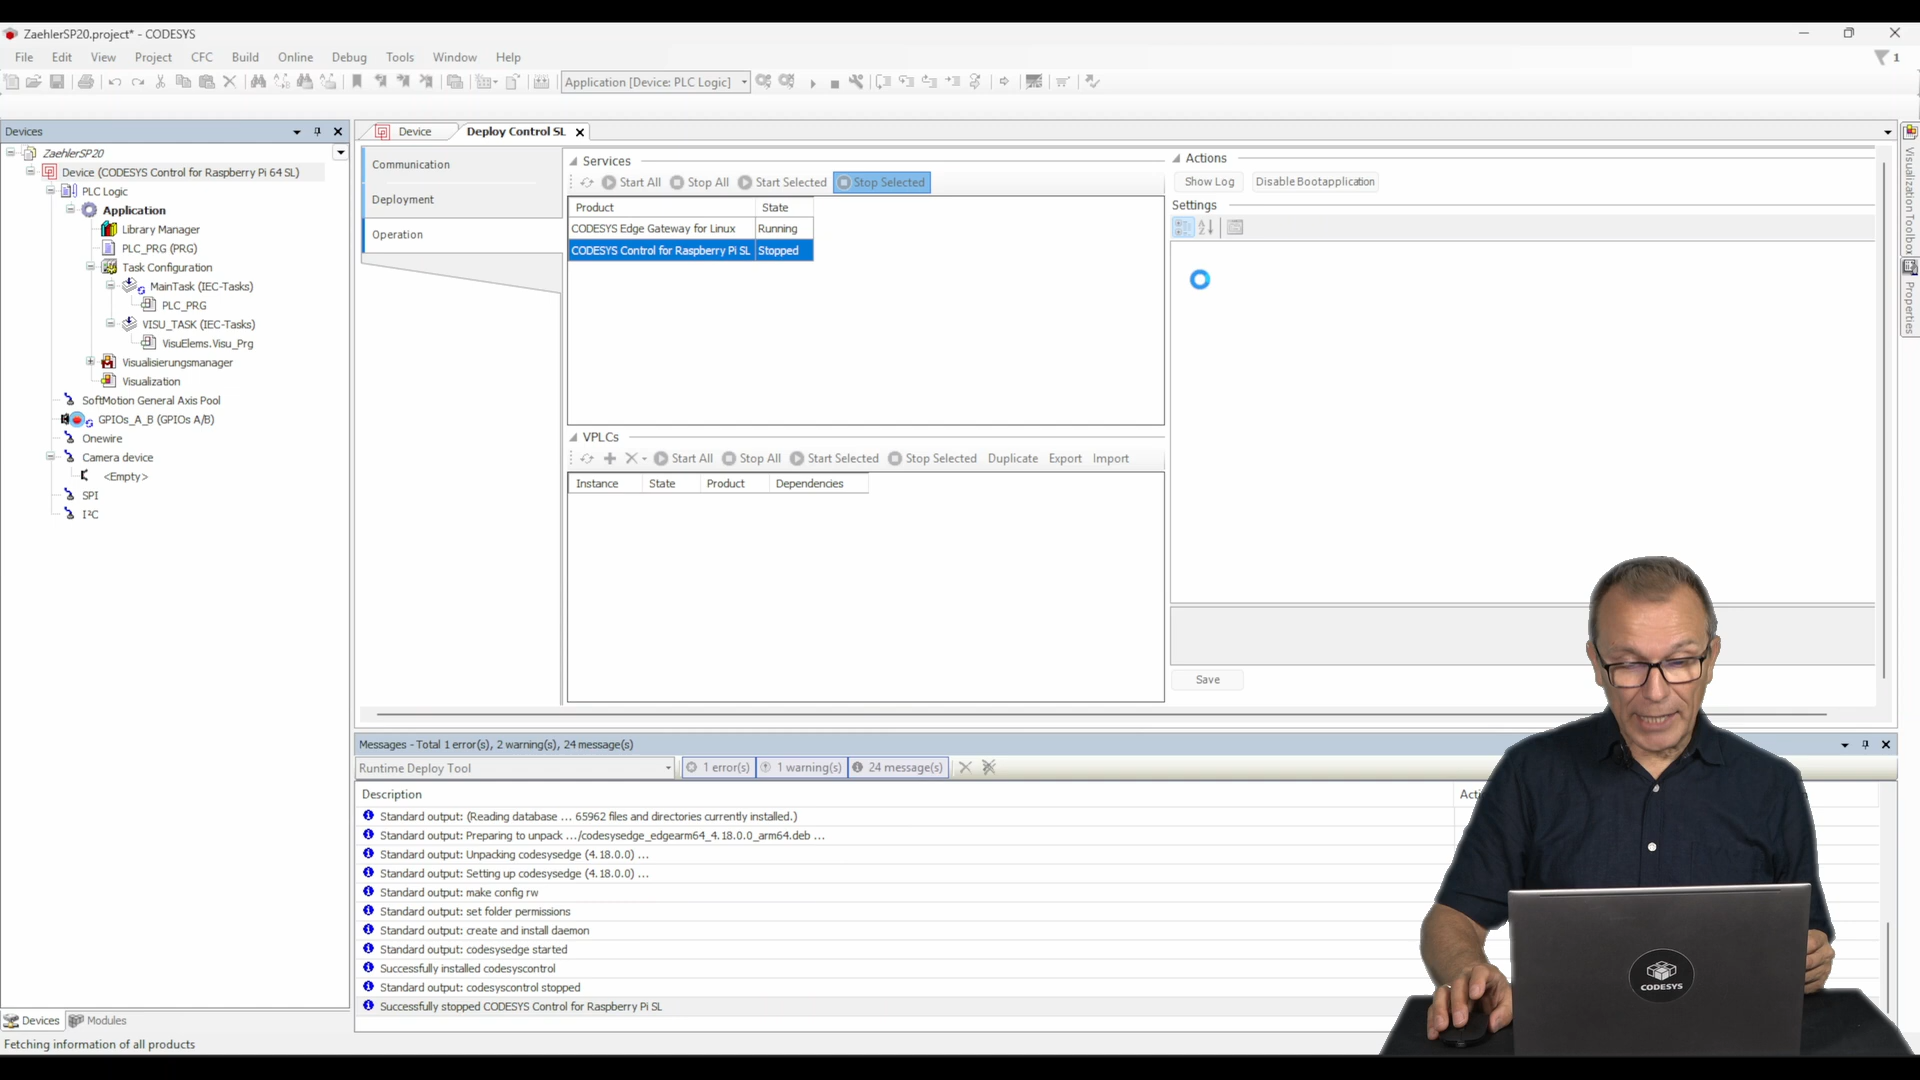 ZaehlerSP20.project* - CODESYS
File Edit View Project CFC Build Online Debug Tools Window Help
1
Application [Device: PLC Logic]
Devices
Device
Deploy Control SL
ZaehlerSP20
Device (CODESYS Control for Raspberry Pi 64 SL)
PLC Logic
Application
Library Manager
PLC_PRG (PRG)
Task Configuration
MainTask (IEC-Tasks)
PLC_PRG
VISU_TASK (IEC-Tasks)
VisuElems.Visu_Prg
Visualisierungsmanager
Visualization
SoftMotion General Axis Pool
GPIOs_A_B (GPIOs A/B)
Onewire
Camera device
<Empty>
SPI
I²C
Devices
Modules
Communication
Deployment
Operation
Services
Start All Stop All Start Selected Stop Selected
Product State
CODESYS Edge Gateway for Linux Running
CODESYS Control for Raspberry Pi SL Stopped
VPLCs
Start All Stop All Start Selected Stop Selected Duplicate Export Import
Instance State Product Dependencies
Actions
Show Log Disable Bootapplication
Settings
Save
Visualization Toolbox
Properties
Messages - Total 1 error(s), 2 warning(s), 24 message(s)
Runtime Deploy Tool
1 error(s) 1 warning(s) 24 message(s)
Description
Standard output: (Reading database ... 65962 files and directories currently installed.)
Standard output: Preparing to unpack .../codesysedge_edgearm64_4.18.0.0_arm64.deb ...
Standard output: Unpacking codesysedge (4.18.0.0) ...
Standard output: Setting up codesysedge (4.18.0.0) ...
Standard output: make config rw
Standard output: set folder permissions
Standard output: create and install daemon
Standard output: codesysedge started
Successfully installed codesyscontrol
Standard output: codesyscontrol stopped
Successfully stopped CODESYS Control for Raspberry Pi SL
Fetching information of all products
CODESYS